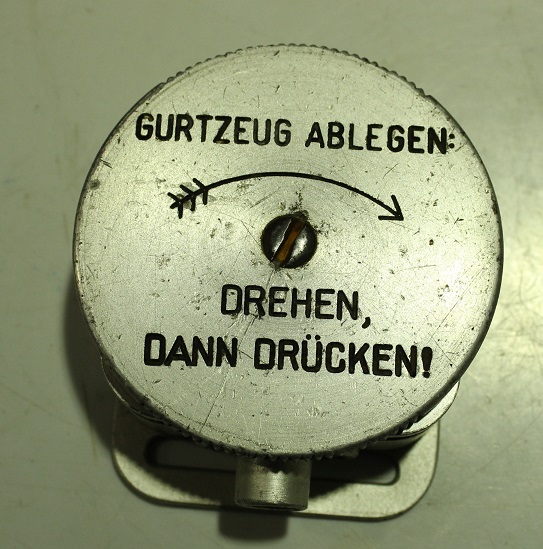 GURTZEUG ABLEGEN:
DREHEN,
DANN DRÜCKEN!